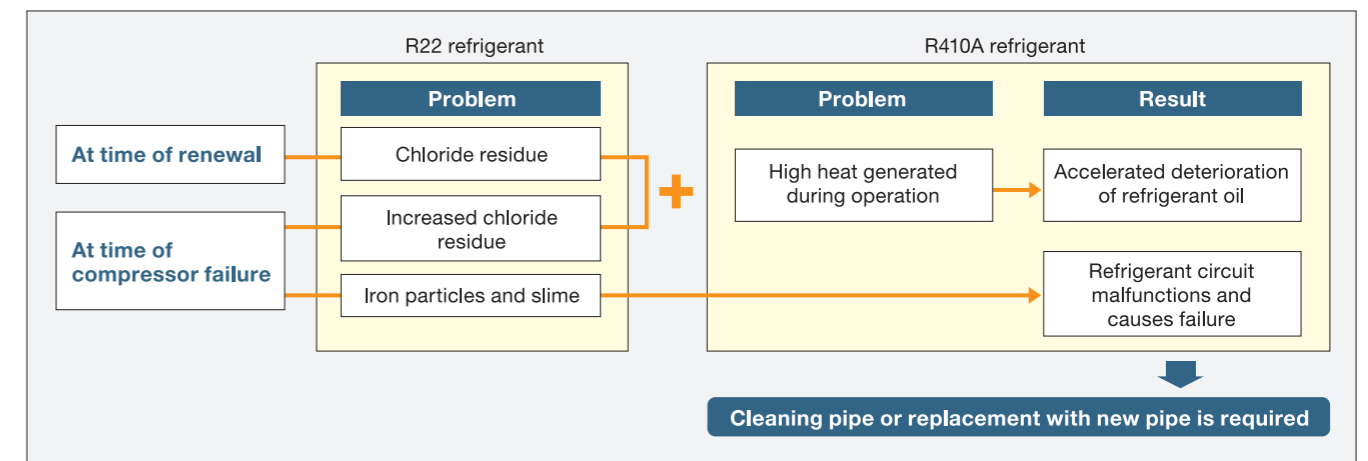 R22 refrigerant
R410A refrigerant
Problem
Problem
Result
At time of renewal
Chloride residue
High heat generated
during operation
Accelerated deterioration
of refrigerant oil
Increased chloride
residue
At time of
compressor failure
Iron particles and slime
Refrigerant circuit
malfunctions and
causes failure
Cleaning pipe or replacement with new pipe is required